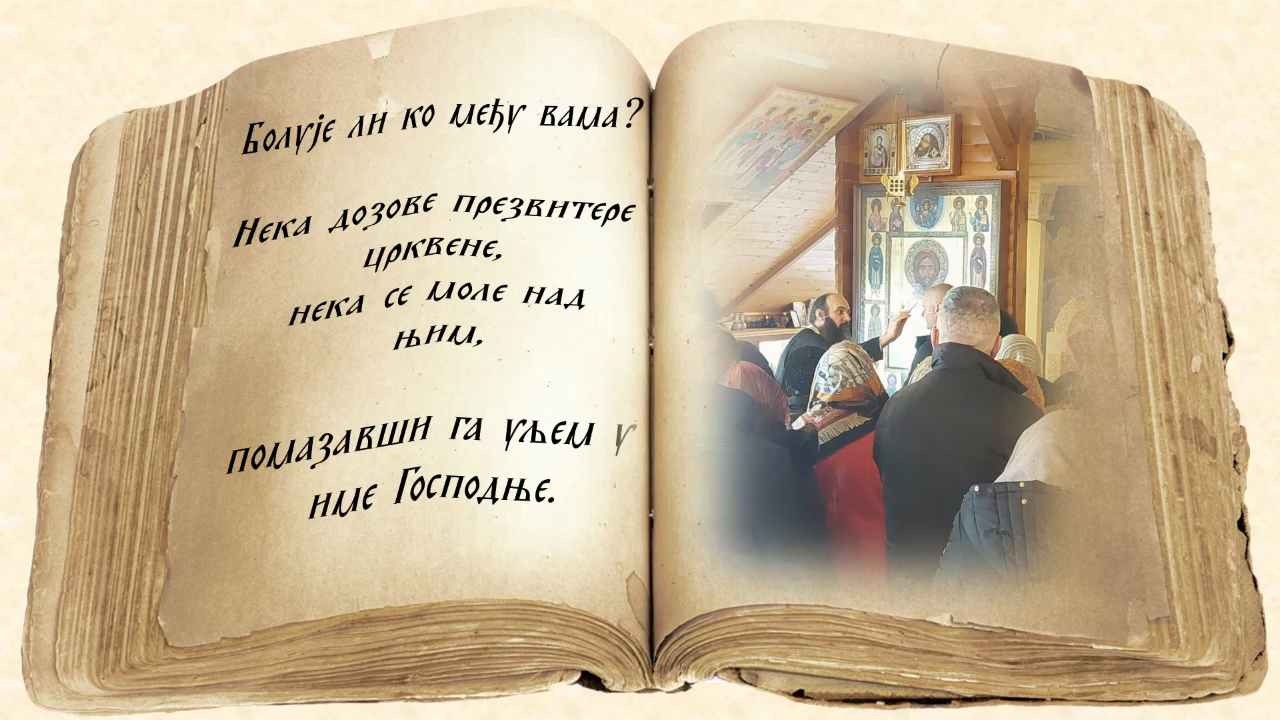 Болује ли ко међу вама?
Нека дозове презвитере
црквене,
нека се моле над
њим,
помазавши га уљем у
име Господње.